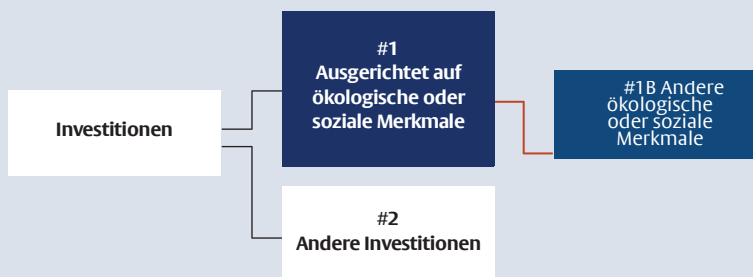 Investitionen
#1
Ausgerichtet auf
ökologische oder
soziale Merkmale
#1B Andere
ökologische
oder soziale
Merkmale
#2
Andere Investitionen